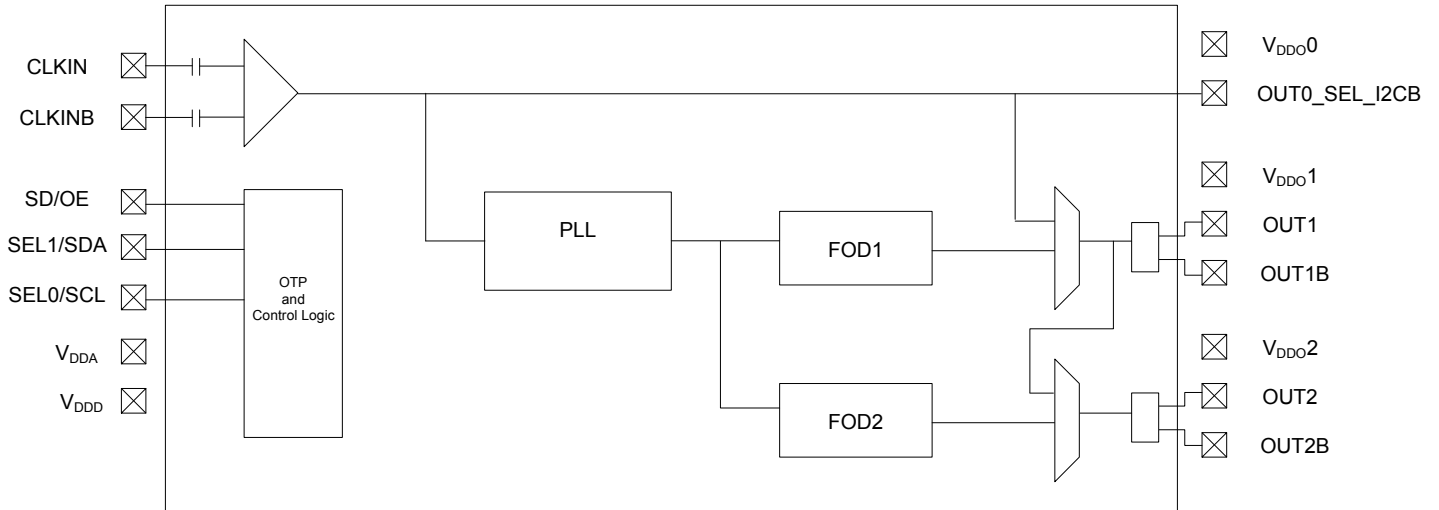 CLKIN
CLKINB
SD/OE
SEL1/SDA
SEL0/SCL
VDDA
VDDD
OTP
and
Control Logic
PLL
FOD1
FOD2
VDDO0
OUT0_SEL_I2CB
VDDO1
OUT1
OUT1B
VDDO2
OUT2
OUT2B